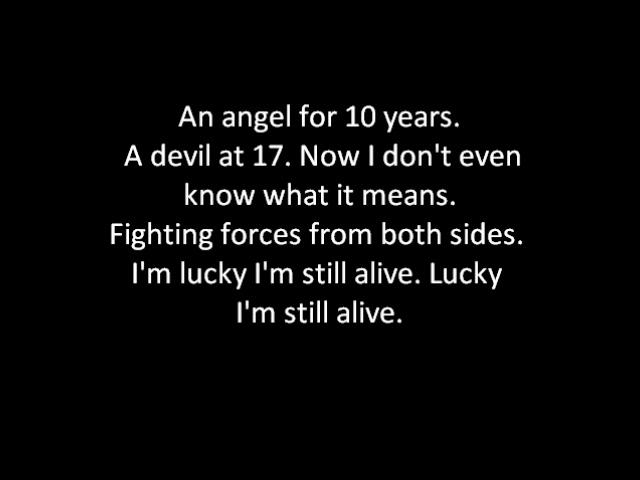 An angel for 10 years.
A devil at 17. Now I don't even
know what it means.
Fighting forces from both sides.
I'm lucky I'm still alive. Lucky
I'm still alive.